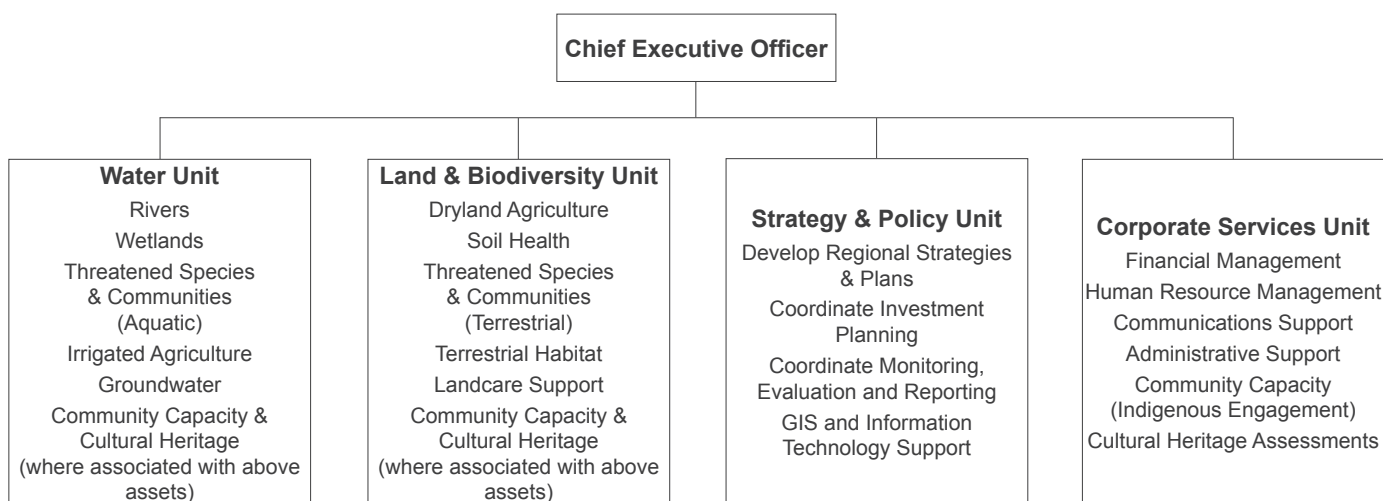 Chief Executive Officer
Water Unit
Rivers
Wetlands
Threatened Species
& Communities
(Aquatic)
Irrigated Agriculture
Groundwater
Community Capacity &
Cultural Heritage
(where associated with above
assets)
Land & Biodiversity Unit
Dryland Agriculture
Soil Health
Threatened Species
& Communities
(Terrestrial)
Terrestrial Habitat
Landcare Support
Community Capacity &
Cultural Heritage
(where associated with above
assets)
Strategy & Policy Unit
Develop Regional Strategies
& Plans
Coordinate Investment
Planning
Coordinate Monitoring,
Evaluation and Reporting
GIS and Information
Technology Support
Corporate Services Unit
Financial Management
Human Resource Management
Communications Support
Administrative Support
Community Capacity
(Indigenous Engagement)
Cultural Heritage Assessments